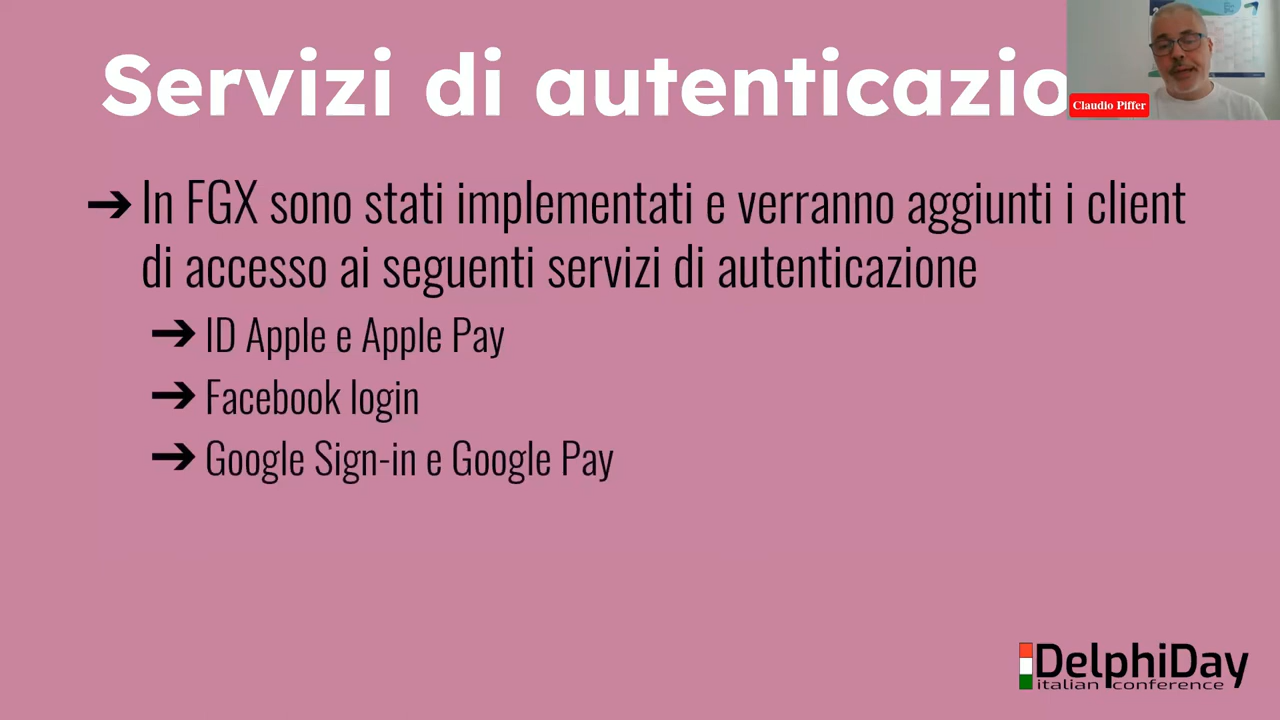 Servizi di autenticazio
Claudio Piffer
➔ In FGX sono stati implementati e verranno aggiunti i client
di accesso ai seguenti servizi di autenticazione
➔ ID Apple e Apple Pay
➔ Facebook login
➔ Google Sign-in e Google Pay
DelphiDay
italian conference